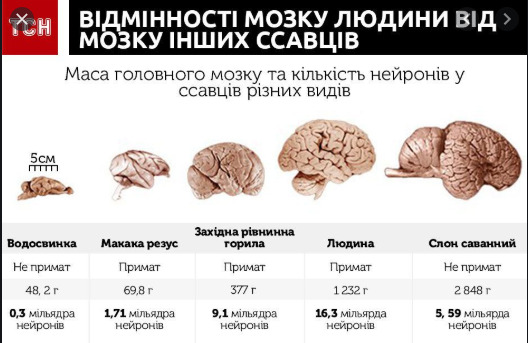 ТСН
ВІДМІННОСТІ МОЗКУ ЛЮДИНИ ВІД
МОЗКУ ІНШИХ ССАВЦІВ
Маса головного мозку та кількість нейронів у
ссавців різних видів
5см
Водосвинка Макака резус Західна рівнинна горила Людина Слон саванний
Не примат Примат Примат Примат Не примат
48, 2 г 69,8 г 377 г 1 232 г 2 848 г
0,3 мільядра нейронів 1,71 мільярди нейронів 9,1 мільярди нейронів 16,3 мільярда нейронів 5, 59 мільярда нейронів